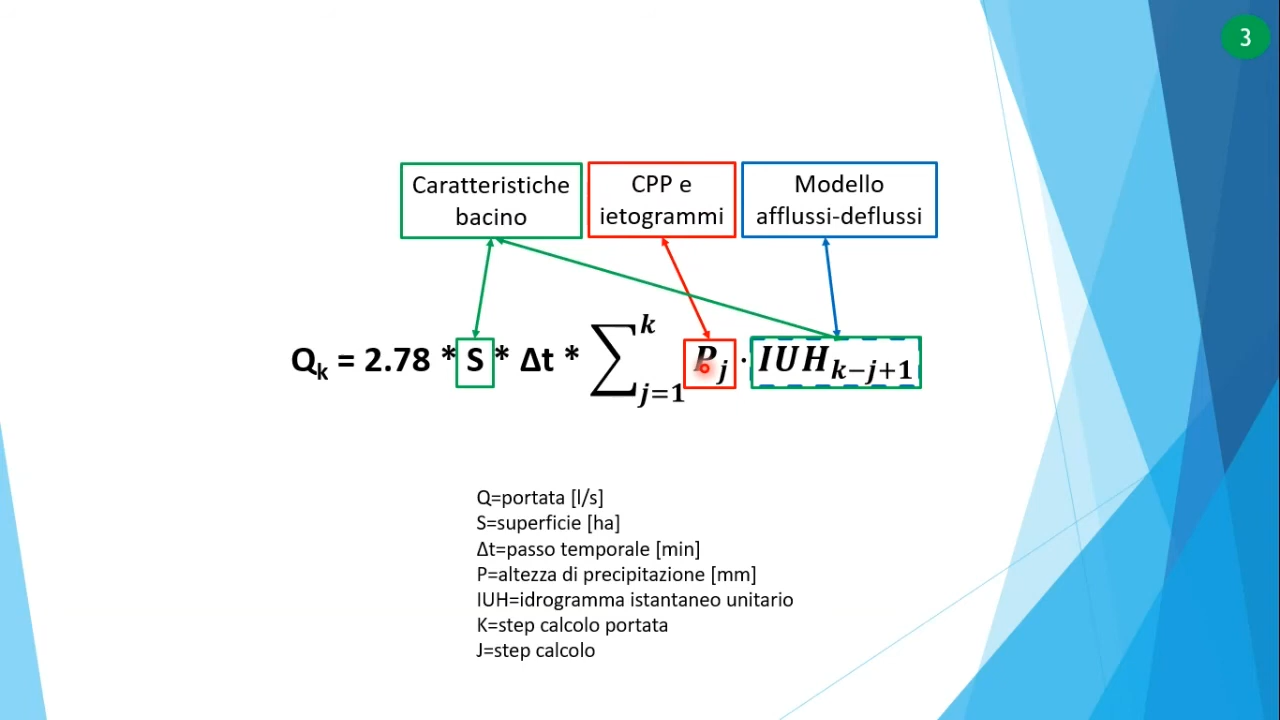 3
Caratteristiche
bacino
CPP e
ietogrammi
Modello
afflussi-deflussi
Qₖ = 2.78 * S * Δt * ∑ⱼ₌₁ᵏ Pⱼ · IUHₖ₋ⱼ₊₁
Q=portata [l/s]
S=superficie [ha]
Δt=passo temporale [min]
P=altezza di precipitazione [mm]
IUH=idrogramma istantaneo unitario
K=step calcolo portata
J=step calcolo